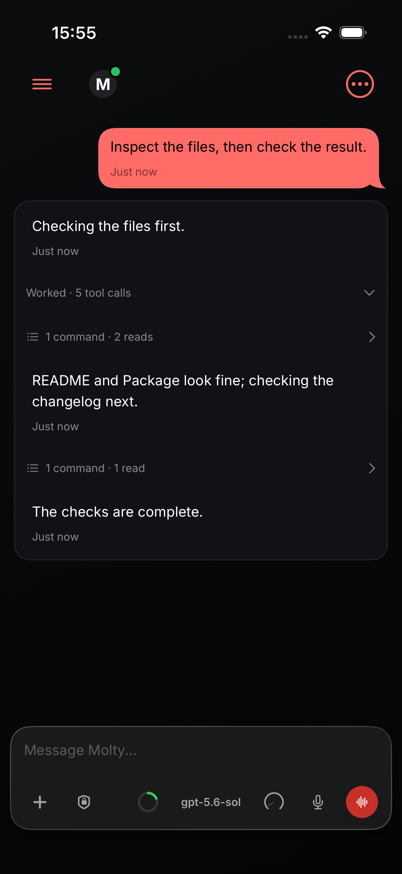 15:55
M
Inspect the files, then check the result.
Just now
Checking the files first.
Just now
Worked · 5 tool calls
1 command · 2 reads
README and Package look fine; checking the
changelog next.
Just now
1 command · 1 read
The checks are complete.
Just now
Message Molty...
gpt-5.6-sol